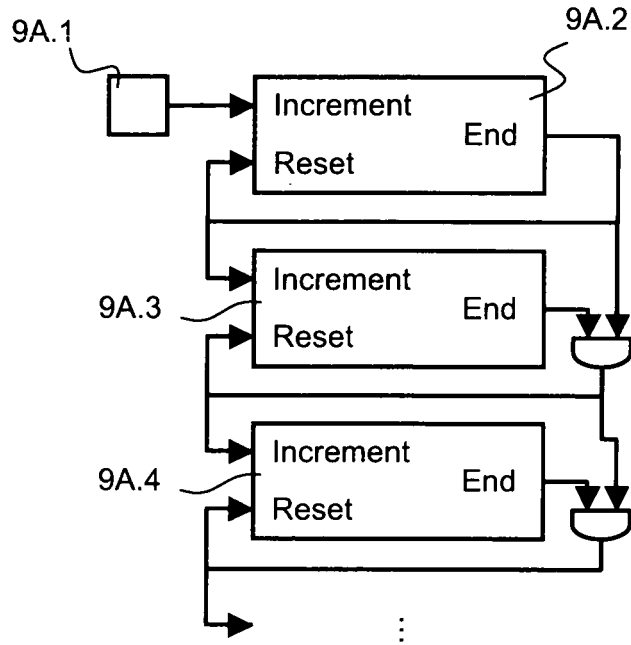 9A.1
9A.2
Increment
End
Reset
Increment
9A.3
End
Reset
Increment
9A.4
End
Reset
⋮